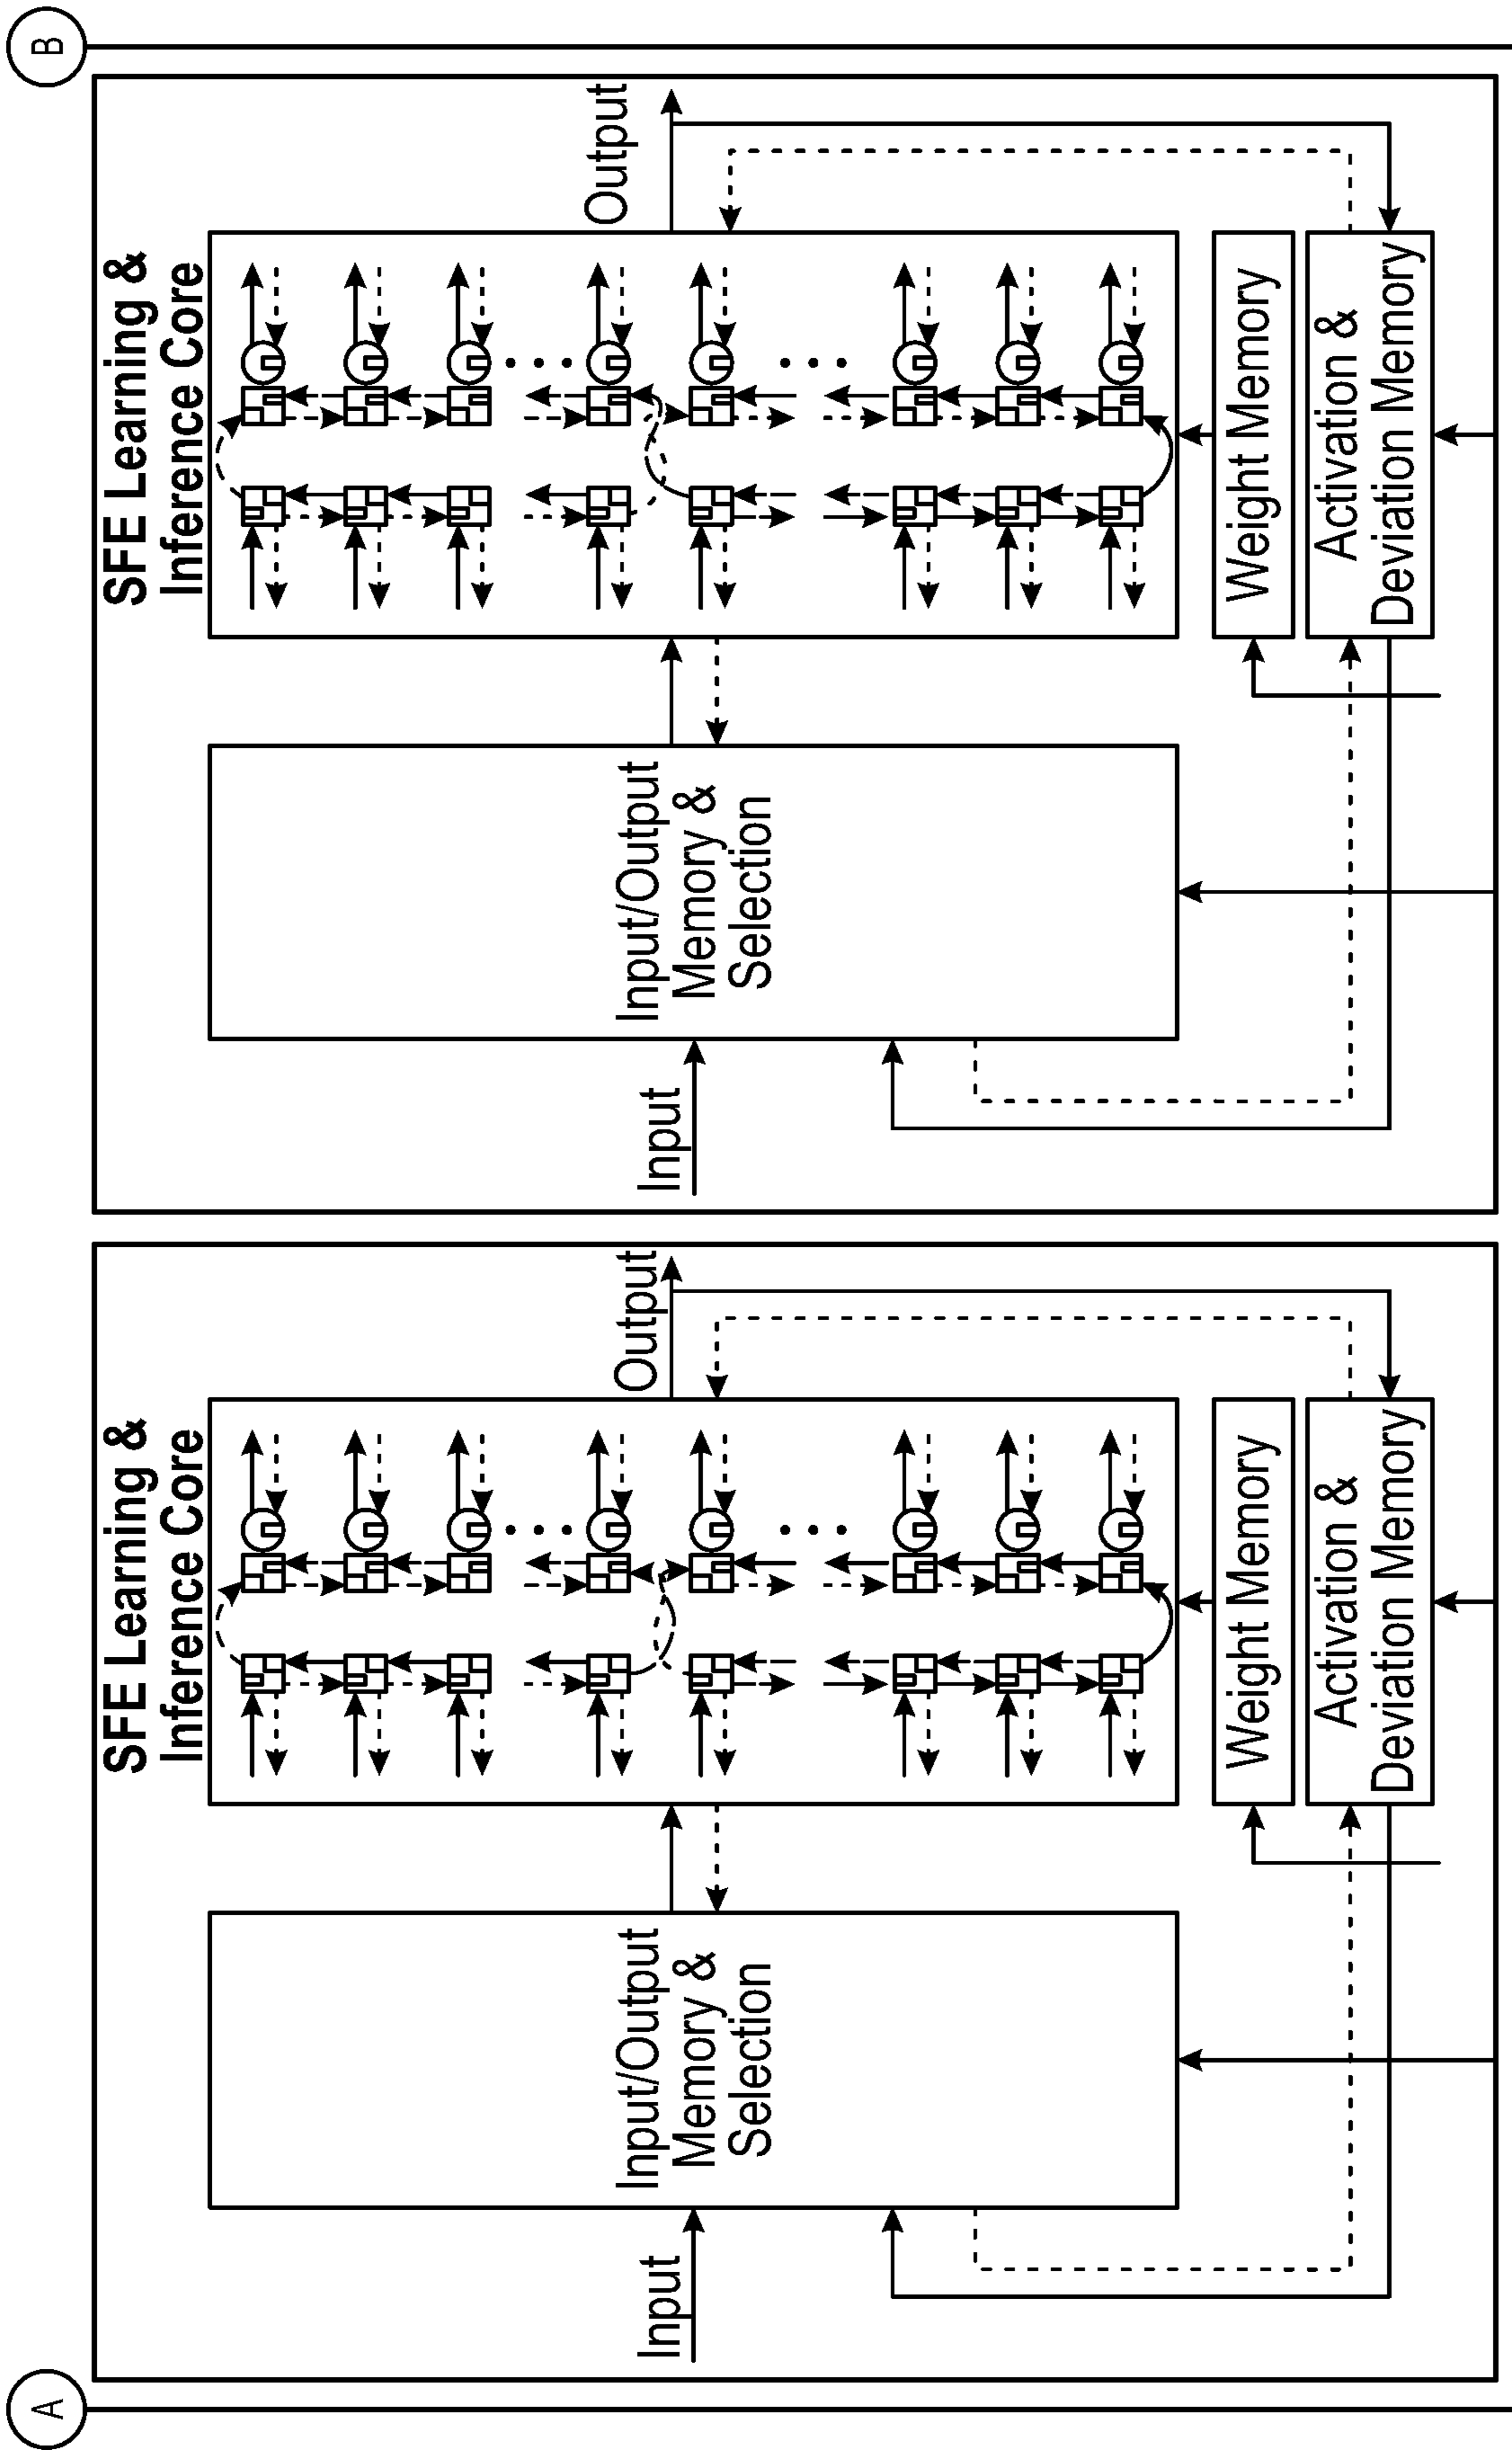 A
SFE Learning &
Inference Core
Input
Input/Output
Memory &
Selection
Output
Weight Memory
Activation &
Deviation Memory
B
SFE Learning &
Inference Core
Input
Input/Output
Memory &
Selection
Output
Weight Memory
Activation &
Deviation Memory